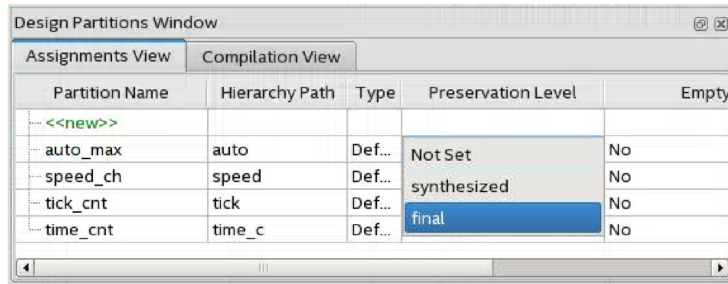 Design Partitions Window
Assignments View Compilation View
Partition Name Hierarchy Path Type Preservation Level Empty
<<new>>
auto_max auto Def... Not Set No
speed_ch speed Def... synthesized No
tick_cnt tick Def... final No
time_cnt time_c Def... No